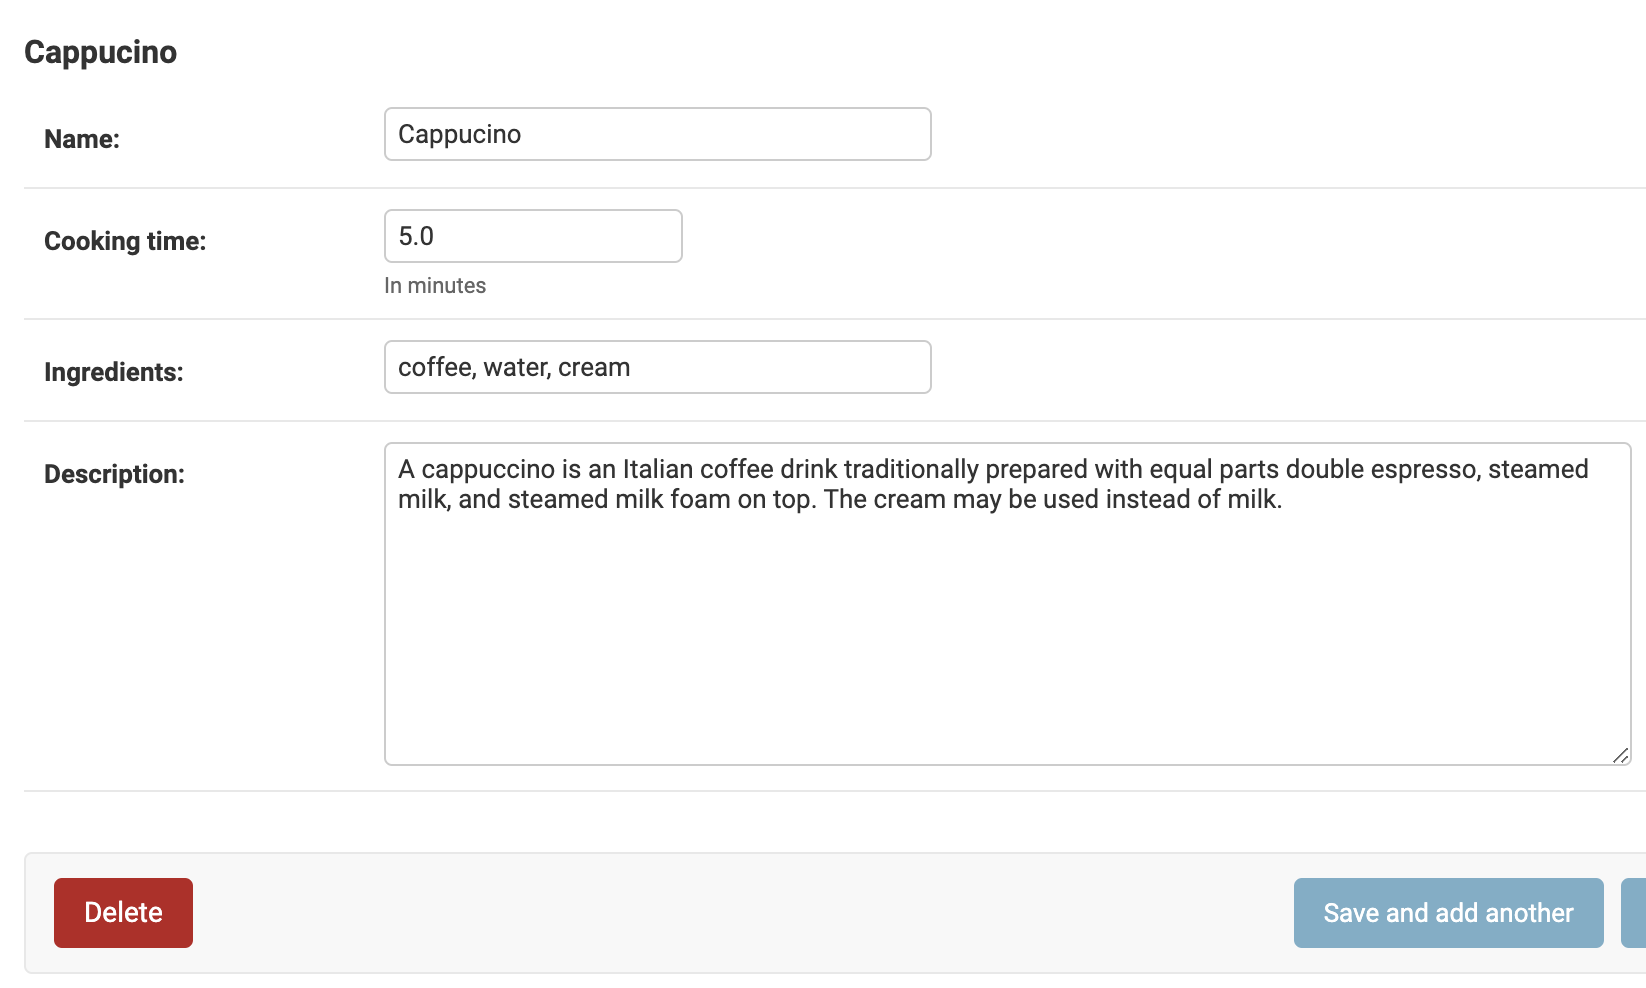 Cappucino
Name:
Cappucino
Cooking time:
5.0
In minutes
Ingredients:
coffee, water, cream
Description:
A cappuccino is an Italian coffee drink traditionally prepared with equal parts double espresso, steamed
milk, and steamed milk foam on top. The cream may be used instead of milk.
Delete
Save and add another